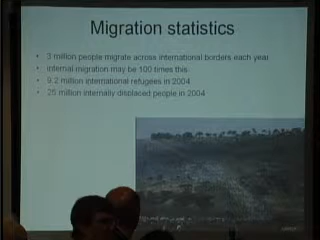 Migration statistics
• 3 million people migrate across international borders each year
• internal migration may be 100 times this
• 9.2 million international refugees in 2004
• 25 million internally displaced people in 2004